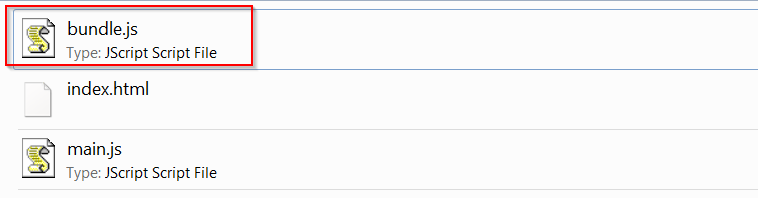 bundle.js
Type: JScript Script File
index.html
main.js
Type: JScript Script File